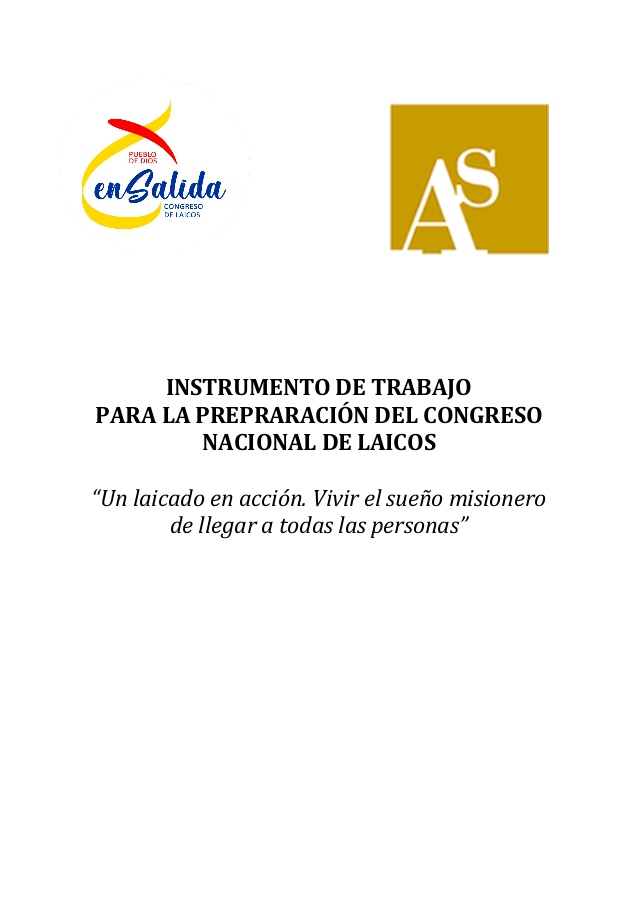 PUEBLO
DE DIOS
enSalida
CONGRESO
DE LAICOS
AS
INSTRUMENTO DE TRABAJO
PARA LA PREPRARACIÓN DEL CONGRESO
NACIONAL DE LAICOS
“Un laicado en acción. Vivir el sueño misionero
de llegar a todas las personas”